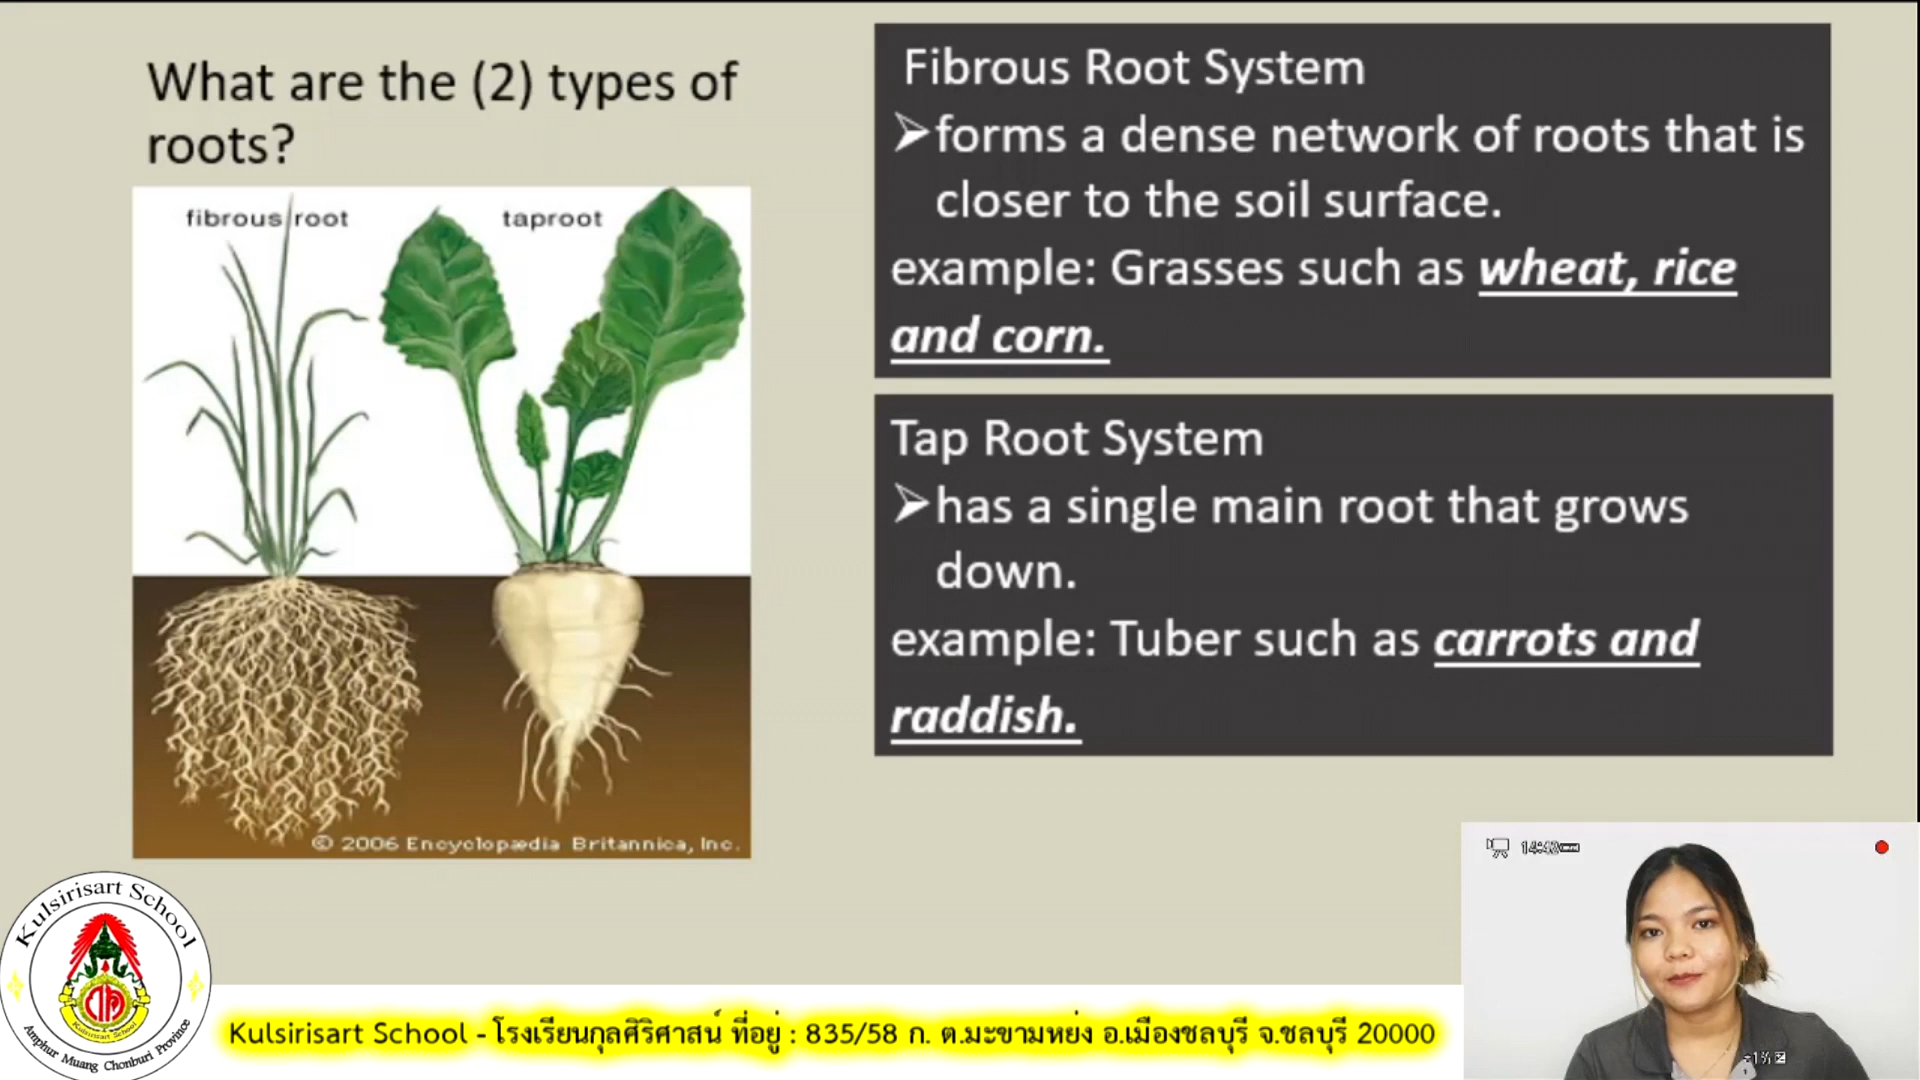 What are the (2) types of
roots?
fibrous root
taproot
© 2006 Encyclopædia Britannica, Inc.
Fibrous Root System
➢forms a dense network of roots that is
closer to the soil surface.
example: Grasses such as wheat, rice
and corn.
Tap Root System
➢has a single main root that grows
down.
example: Tuber such as carrots and
raddish.
Kulsirisart School
Kulsirisart School
Amphur Muang Chonburi Province
Kulsirisart School - โรงเรียนกุลศิริศาสน์ ที่อยู่ : 835/58 ก. ต.มะขามหย่ง อ.เมืองชลบุรี จ.ชลบุรี 20000